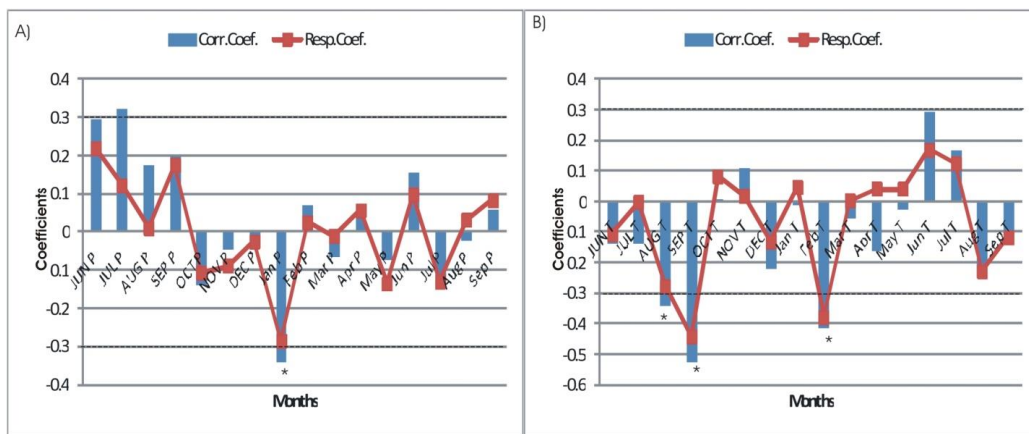 A)
Corr.Coef. Resp.Coef.
0.4
0.3
0.2
0.1
0
0.1
-0.2
-0.3
-0.4
Coefficients
JUN P JUL P AUG P SEP P OCT P NOV P DEC P Jan P Feb P Mar P Apr P May P Jun P Jul P Aug P Sep P
*
Months
B)
Corr.Coef. Resp.Coef.
0.4
0.3
0.2
0.1
0
-0.1
-0.2
-0.3
-0.4
-0.5
-0.6
Coefficients
JUN T JUL T AUG T SEP T OCT T NOV T DEC T Jan T Feb T Mar T Apr T May T Jun T Jul T Aug T Sep T
* * *
Months